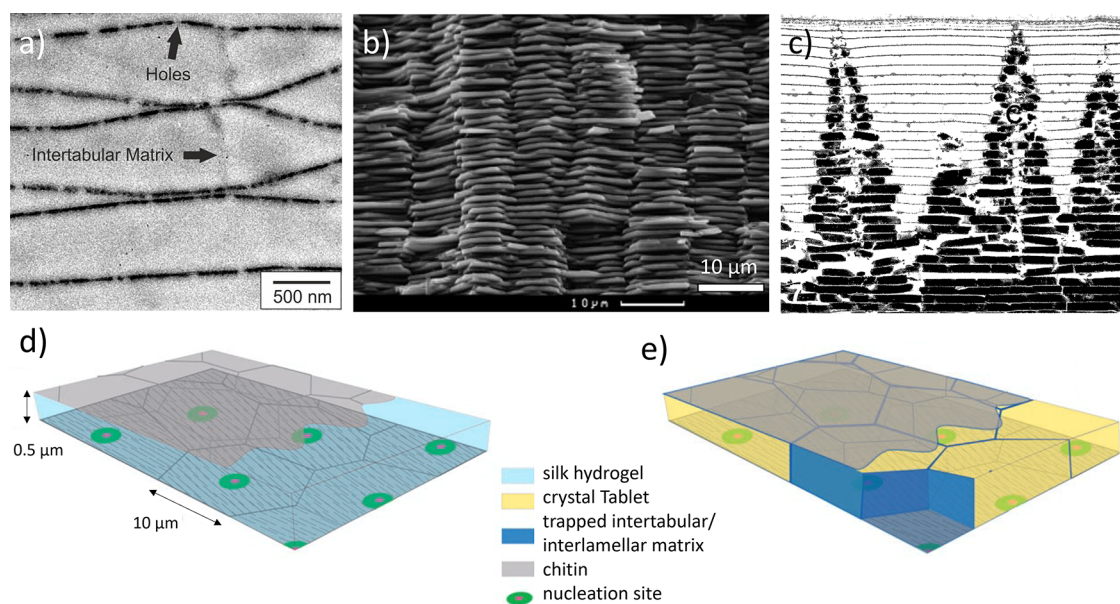 a)
Holes
Intertabular Matrix
500 nm
b)
10 µm
10µm
c)
C
d)
0.5 µm
10 µm
silk hydrogel
crystal Tablet
trapped intertabular/
interlamellar matrix
chitin
nucleation site
e)